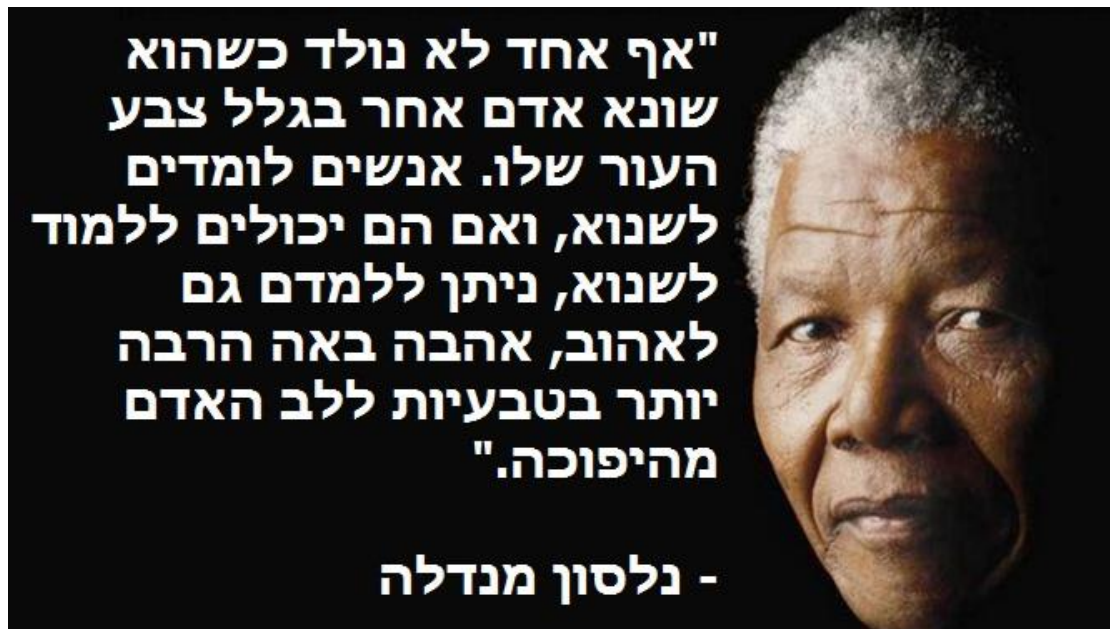 "אף אחד לא נולד כשהוא
שונא אדם אחר בגלל צבע
העור שלו. אנשים לומדים
לשנוא, ואם הם יכולים ללמוד
לשנוא, ניתן ללמדם גם
לאהוב, אהבה באה הרבה
יותר בטבעיות ללב האדם
מהיפוכה."
- נלסון מנדלה